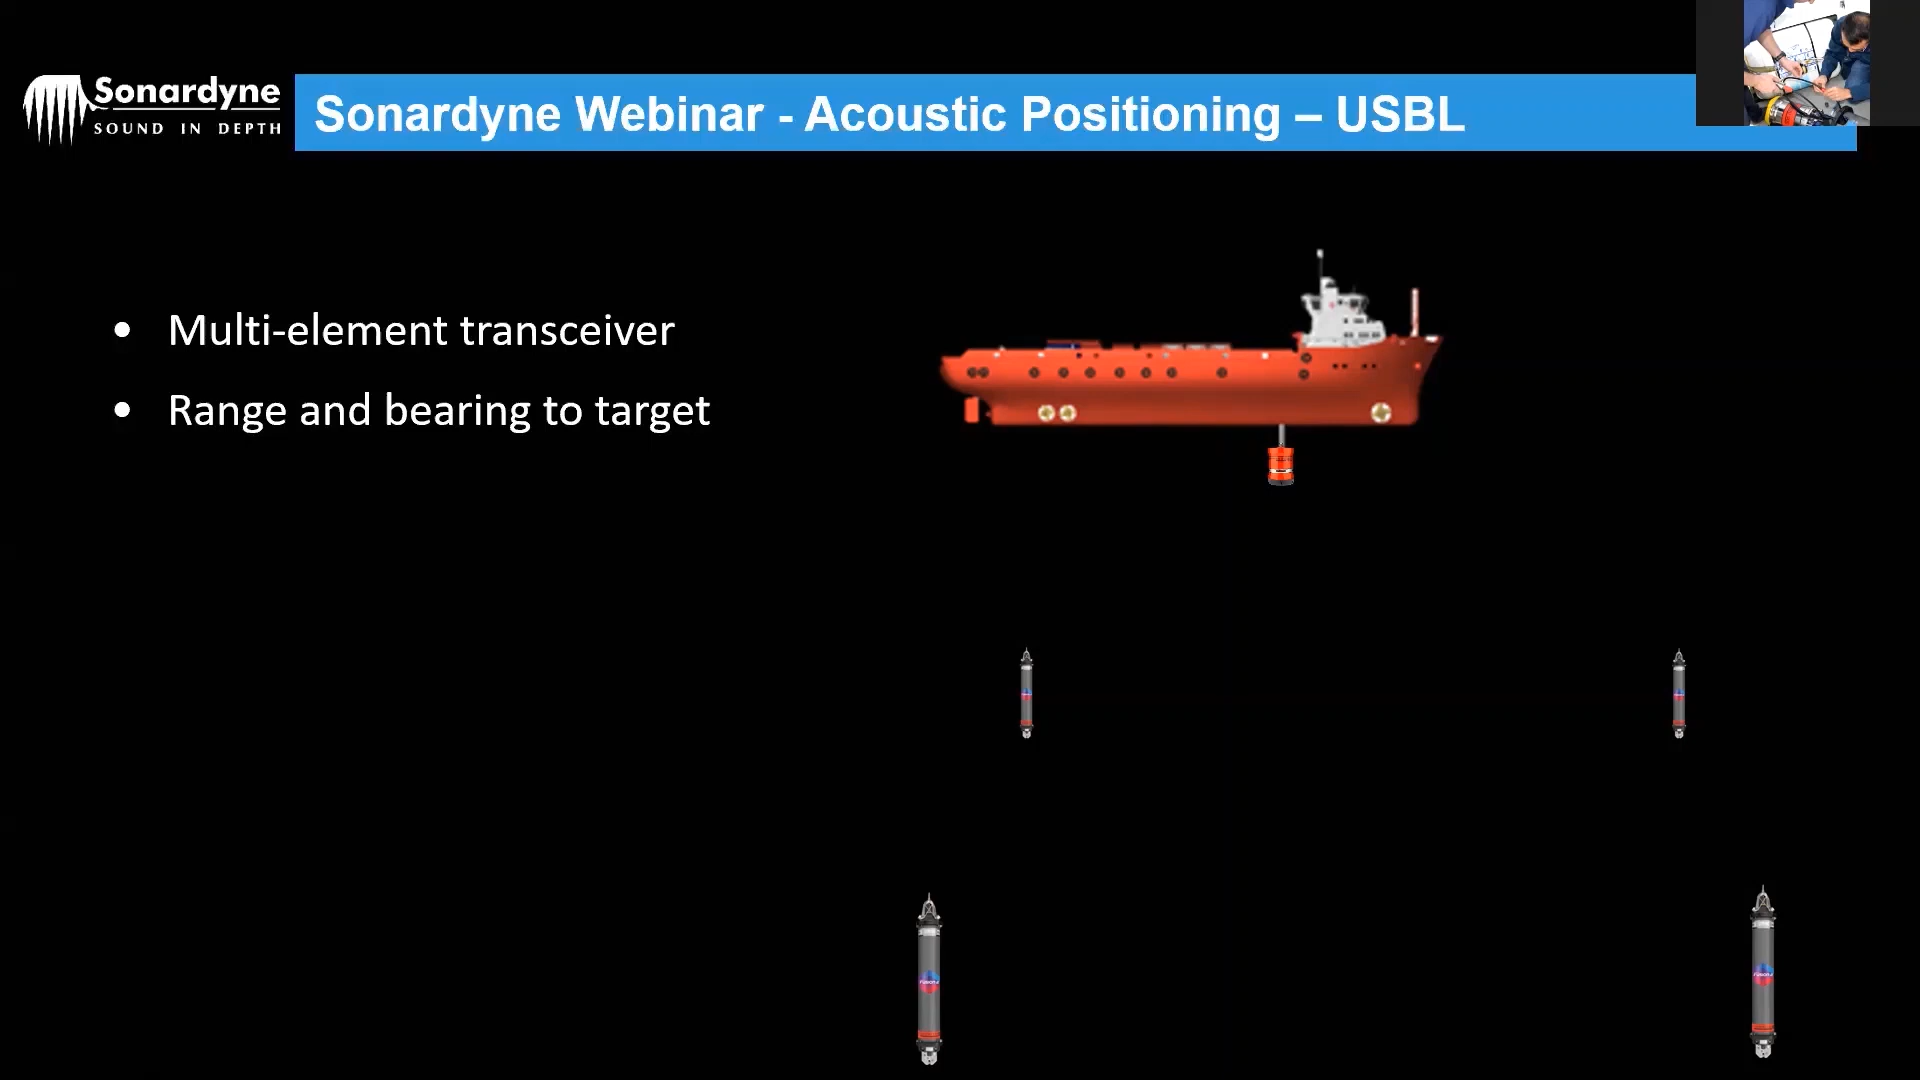 Sonardyne
SOUND IN DEPTH
Sonardyne Webinar - Acoustic Positioning – USBL
• Multi-element transceiver
• Range and bearing to target